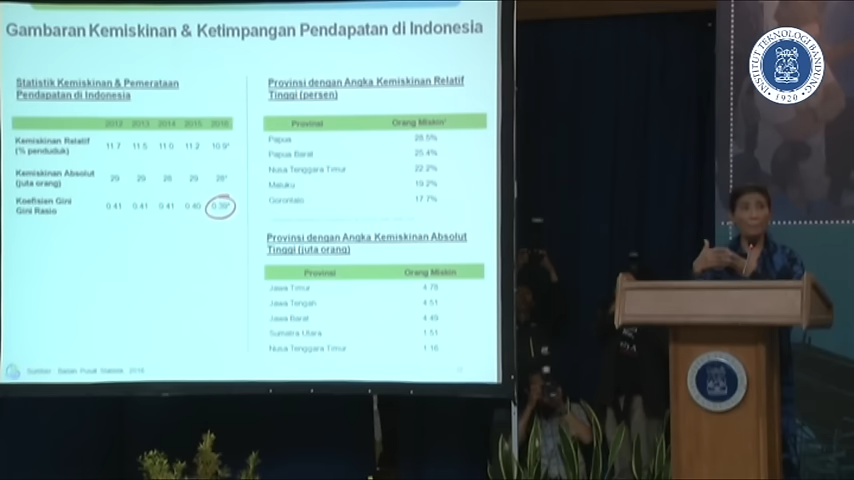 Gambaran Kemiskinan & Ketimpangan Pendapatan di Indonesia
Statistik Kemiskinan & Pemerataan
Pendapatan di Indonesia
2012 2013 2014 2015 2016
Kemiskinan Relatif
(% penduduk) 11.7 11.5 11.0 11.2 10.9*
Kemiskinan Absolut
(juta orang) 29 29 28 29 28*
Koefisien Gini
Gini Rasio 0.41 0.41 0.41 0.40 0.39*
Provinsi dengan Angka Kemiskinan Relatif
Tinggi (persen)
Provinsi Orang Miskin
Papua 28.5%
Papua Barat 25.4%
Nusa Tenggara Timur 22.2%
Maluku 19.2%
Gorontalo 17.7%
Provinsi dengan Angka Kemiskinan Absolut
Tinggi (juta orang)
Provinsi Orang Miskin
Jawa Timur 4.78
Jawa Tengah 4.51
Jawa Barat 4.49
Sumatra Utara 1.51
Nusa Tenggara Timur 1.16
Sumber: Badan Pusat Statistik, 2016
INSTITUT TEKNOLOGI BANDUNG
1920